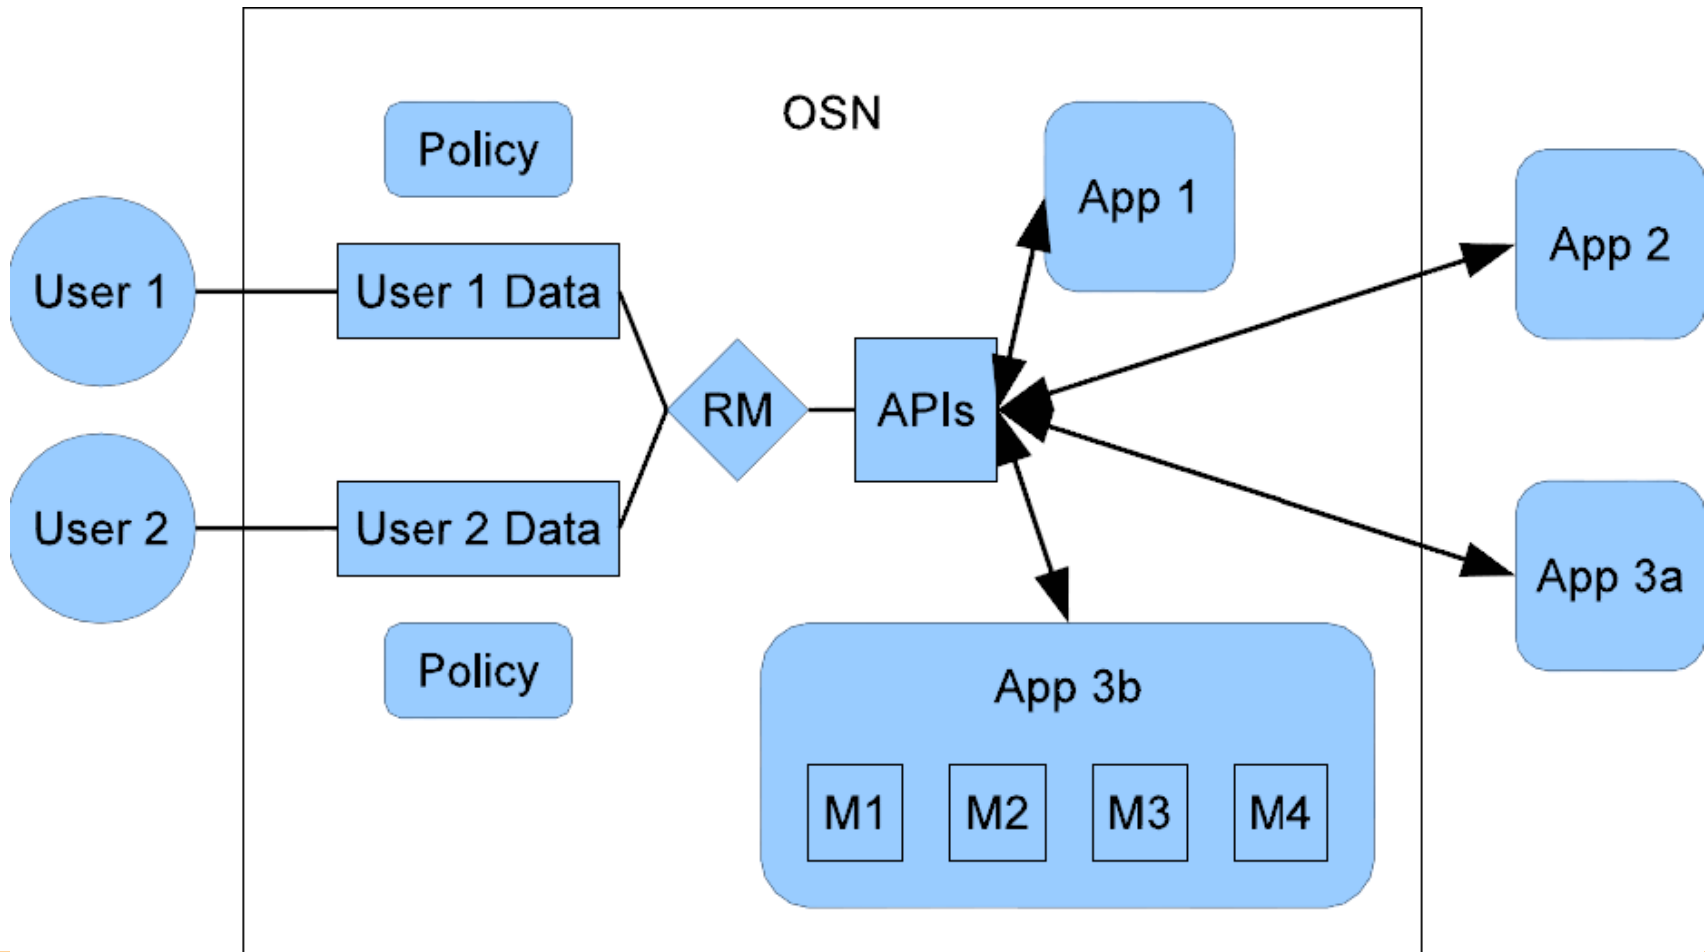 OSN
Policy
App 1
App 2
User 1
User 1 Data
RM
APIs
User 2
User 2 Data
App 3a
Policy
App 3b
M1
M2
M3
M4